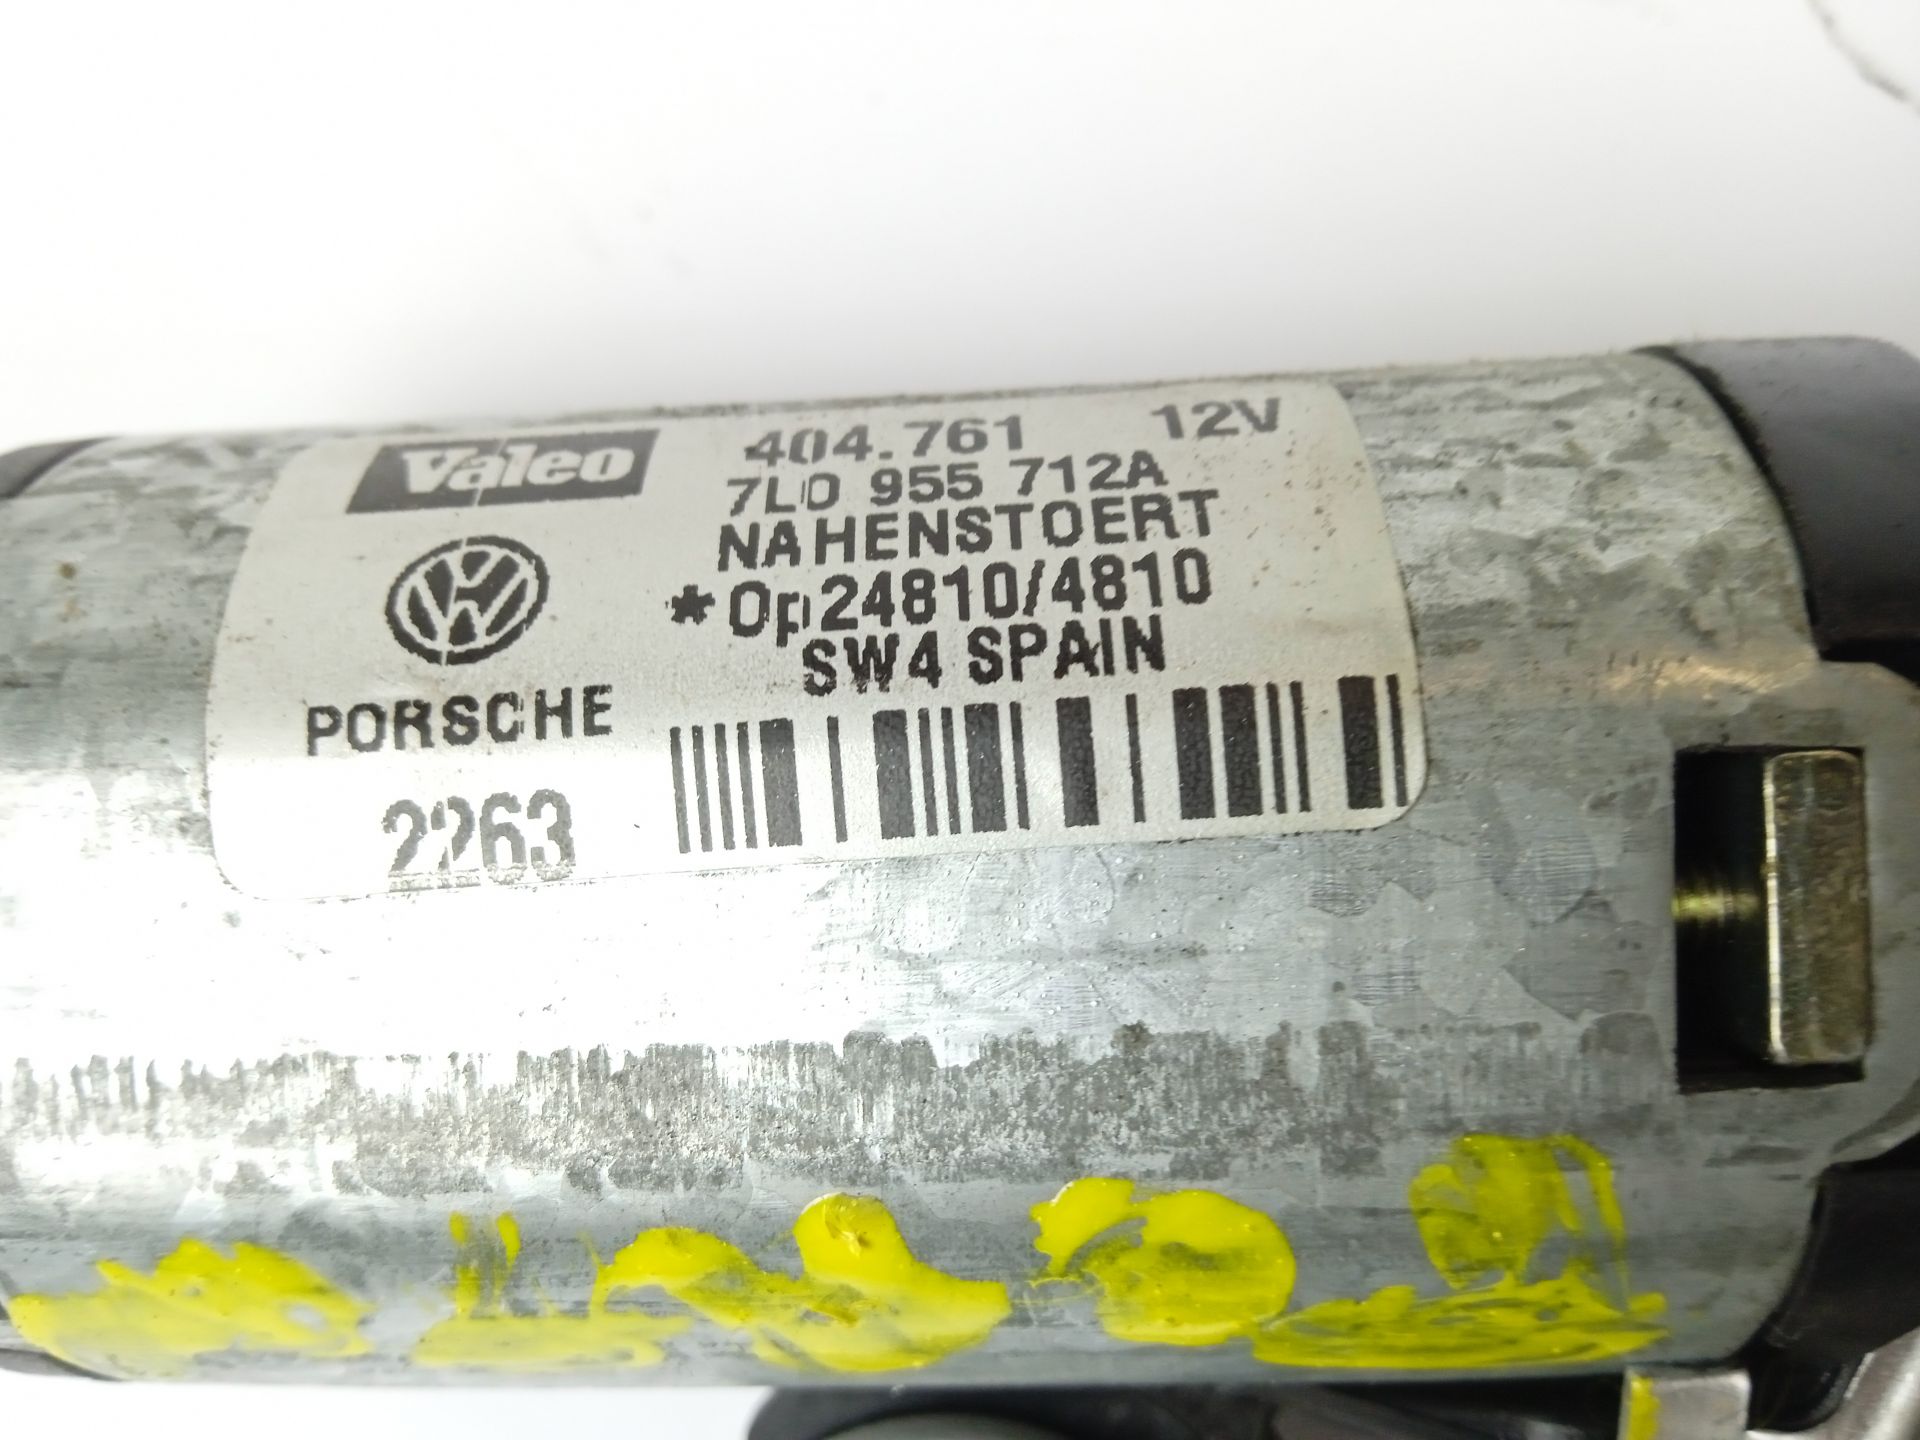 Valeo 404.761 12V
7L0 955 712A
NAHENSTOERT
*Op24810/4810
SW4 SPAIN
PORSCHE
2263